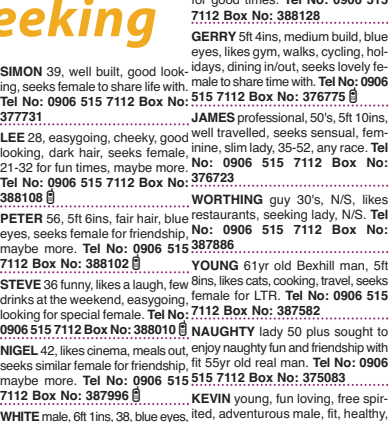 eeking
SIMON 39, well built, good look-
ing, seeks female to share life with.
Tel No: 0906 515 7112 Box No:
377731
LEE 28, easygoing, cheeky, good
looking, dark hair, seeks female,
21-32 for fun times, maybe more.
Tel No: 0906 515 7112 Box No:
388108
PETER 56, 5ft 6ins, fair hair, blue
eyes, seeks female for friendship,
maybe more. Tel No: 0906 515
7112 Box No: 388102
STEVE 36 funny, likes a laugh, few
drinks at the weekend, easygoing,
looking for special female. Tel No:
0906 515 7112 Box No: 388010
NIGEL 42, likes cinema, meals out,
seeks similar female for friendship,
maybe more. Tel No: 0906 515
7112 Box No: 387996
WHITE male, 6ft 1ins, 38, blue eyes,
for good times. Tel No: 0906 515
7112 Box No: 388128
GERRY 5ft 4ins, medium build, blue
eyes, likes gym, walks, cycling, hol-
idays, dining in/out, seeks lovely fe-
male to share time with. Tel No: 0906
515 7112 Box No: 376775
JAMES professional, 50's, 5ft 10ins,
well travelled, seeks sensual, fem-
inine, slim lady, 35-52, any race. Tel
No: 0906 515 7112 Box No:
376723
WORTHING guy 30's, N/S, likes
restaurants, seeking lady, N/S. Tel
No: 0906 515 7112 Box No:
387886
YOUNG 61yr old Bexhill man, 5ft
8ins, likes cats, cooking, travel, seeks
female for LTR. Tel No: 0906 515
7112 Box No: 387582
NAUGHTY lady 50 plus sought to
enjoy naughty fun and friendship with
fit 55yr old real man. Tel No: 0906
515 7112 Box No: 375083
KEVIN young, fun loving, free spir-
ited, adventurous male, fit, healthy,